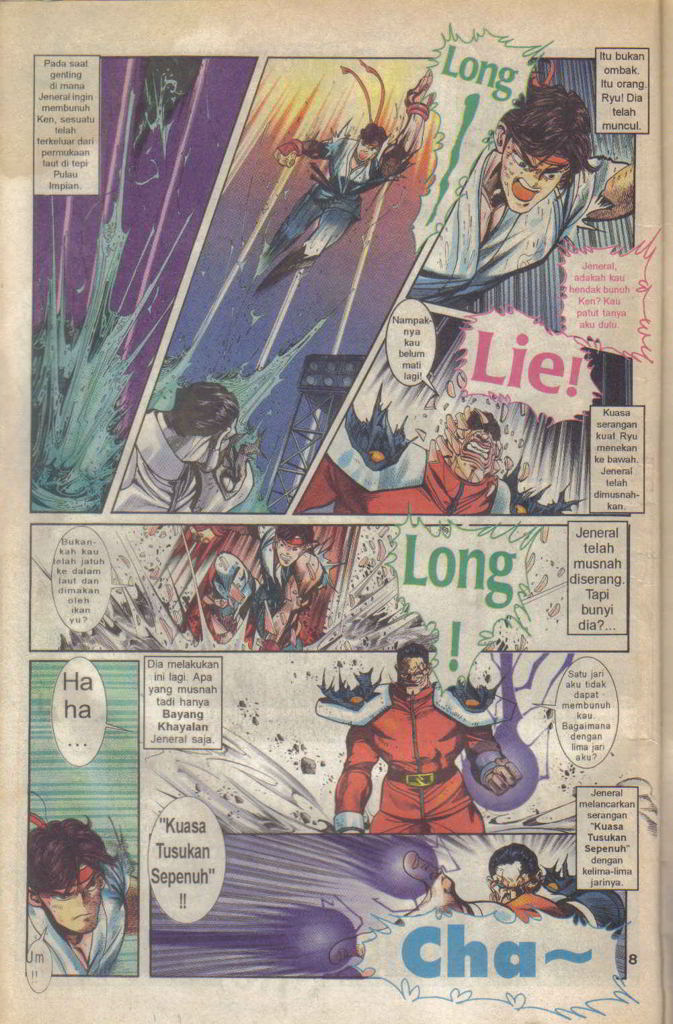 Pada saat
genting
di mana
Jeneral ingin
membunuh
Ken, sesuatu
telah
terkeluar dari
permukaan
laut di tepi
Pulau
Impian.
Long
!
Itu bukan
ombak.
Itu orang.
Ryu! Dia
telah
muncul.
Jeneral,
adakah kau
hendak bunuh
Ken? Kau
patut tanya
aku dulu.
Nampak-
nya
kau
belum
mati
lagi!
Lie!
Kuasa
serangan
kuat Ryu
menekan
ke bawah.
Jeneral
telah
dimusnah-
kan.
Bukan-
kah kau
telah jatuh
ke dalam
laut dan
dimakan
oleh
ikan
yu?
Long
!
Jeneral
telah
musnah
diserang.
Tapi
bunyi
dia?...
Ha
ha
...
Dia melakukan
ini lagi. Apa
yang musnah
tadi hanya
Bayang
Khayalan
Jeneral saja.
Satu jari
aku tidak
dapat
membunuh
kau.
Bagaimana
dengan
lima jari
aku?
Jeneral
melancarkan
serangan
"Kuasa
Tusukan
Sepenuh"
dengan
kelima-lima
jarinya.
"Kuasa
Tusukan
Sepenuh"
!!
Um
!!
Cha~
8